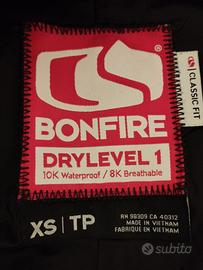 ®
CLASSIC FIT
BONFIRE
DRYLEVEL 1
10K Waterproof / 8K Breathable
XS | TP
RN 98309 CA 40312
MADE IN VIETNAM
FABRIQUE EN VIETNAM
subito